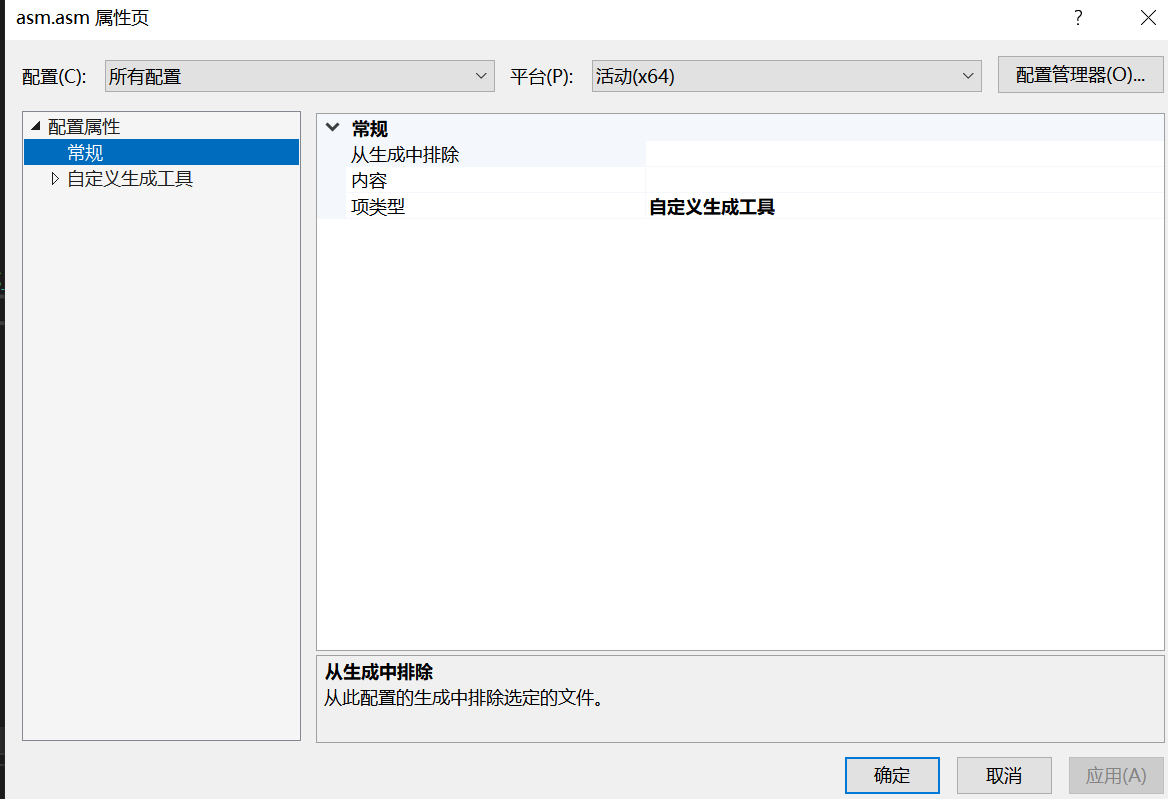 asm.asm 属性页
?
配置(C): 所有配置 平台(P): 活动(x64) 配置管理器(O)...
配置属性
常规
自定义生成工具
常规
从生成中排除
内容
项类型 自定义生成工具
从生成中排除
从此配置的生成中排除选定的文件。
确定 取消 应用(A)